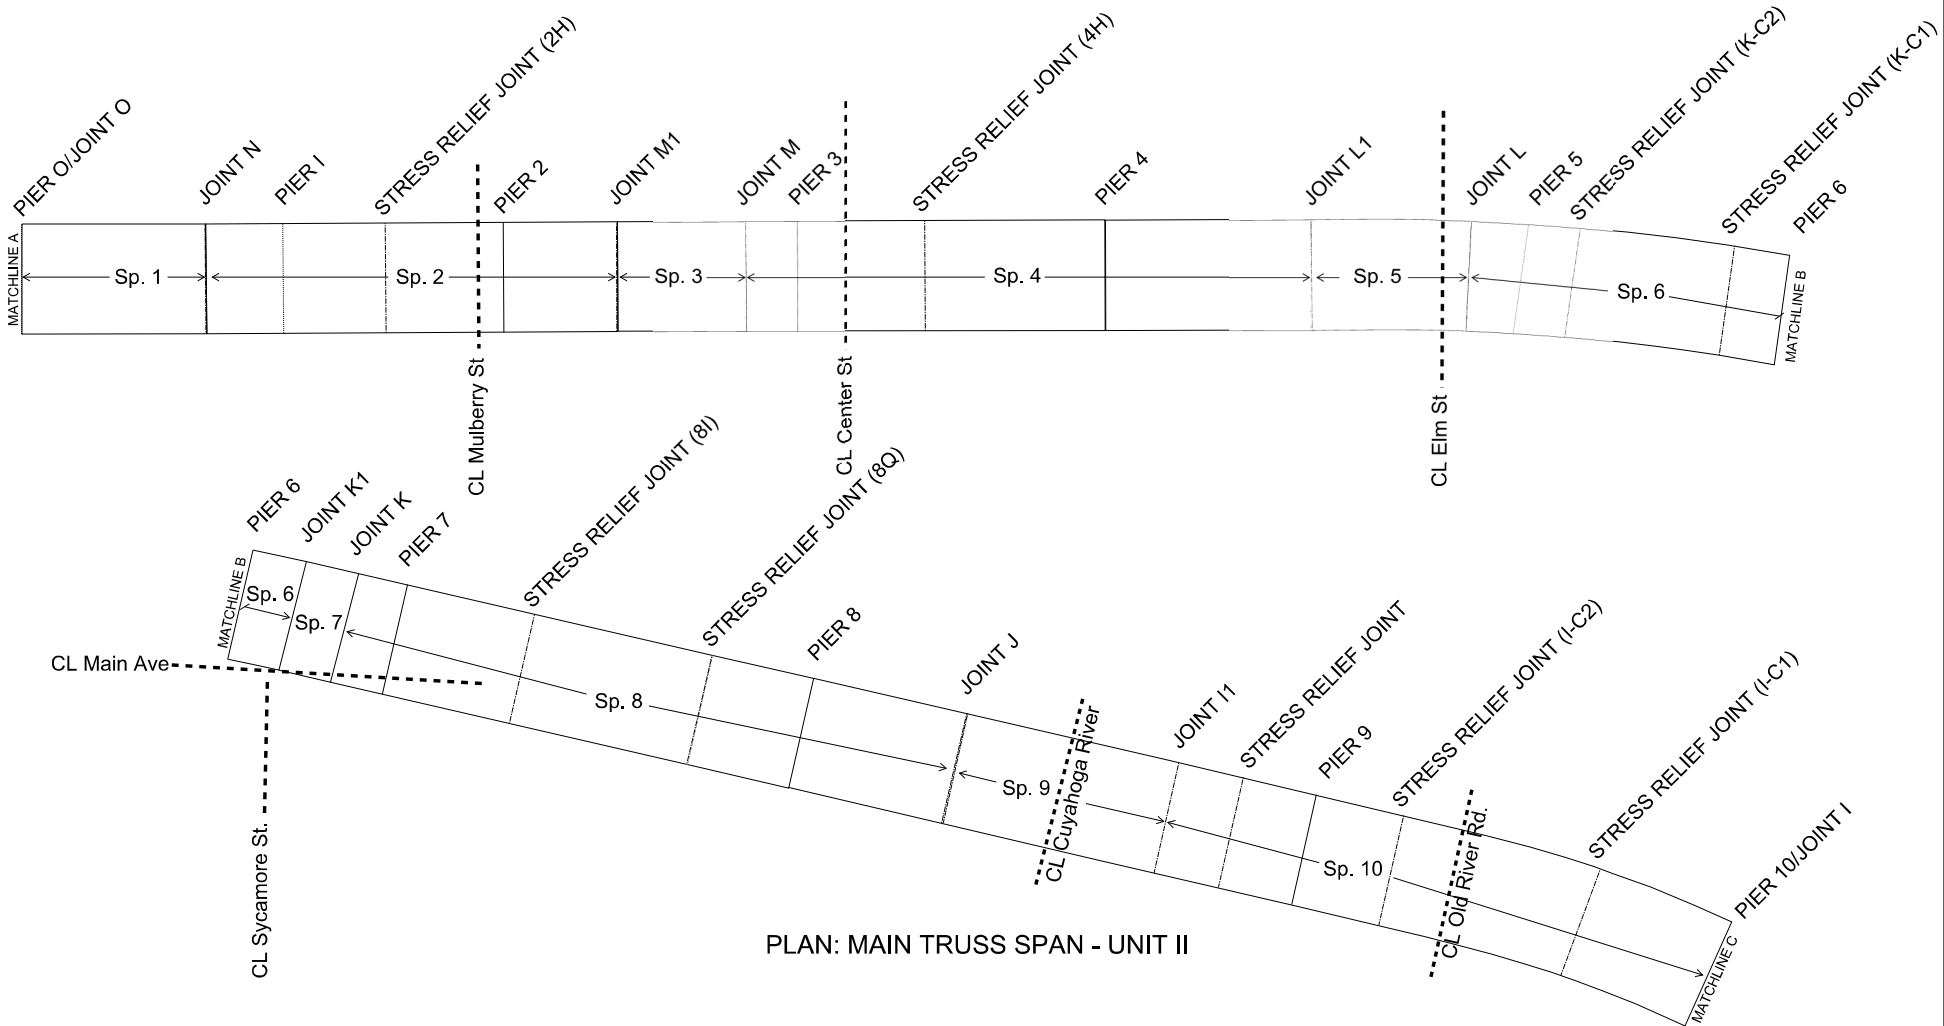 PIER O/JOINT O
JOINT N
PIER I
STRESS RELIEF JOINT (2H)
PIER 2
JOINT M1
JOINT M
PIER 3
STRESS RELIEF JOINT (4H)
PIER 4
JOINT L1
JOINT L
PIER 5
STRESS RELIEF JOINT (K-C2)
STRESS RELIEF JOINT (K-C1)
PIER 6
MATCHLINE A
Sp. 1
Sp. 2
Sp. 3
Sp. 4
Sp. 5
Sp. 6
MATCHLINE B
CL Mulberry St
CL Center St
CL Elm St
PIER 6
JOINT K1
JOINT K
PIER 7
STRESS RELIEF JOINT (8I)
STRESS RELIEF JOINT (8Q)
PIER 8
JOINT J
JOINT I1
STRESS RELIEF JOINT
PIER 9
STRESS RELIEF JOINT (I-C2)
STRESS RELIEF JOINT (I-C1)
PIER 10/JOINT I
MATCHLINE B
Sp. 6
Sp. 7
Sp. 8
Sp. 9
Sp. 10
MATCHLINE C
CL Main Ave
CL Sycamore St.
CL Cuyahoga River
CL Old River Rd.
PLAN: MAIN TRUSS SPAN - UNIT II